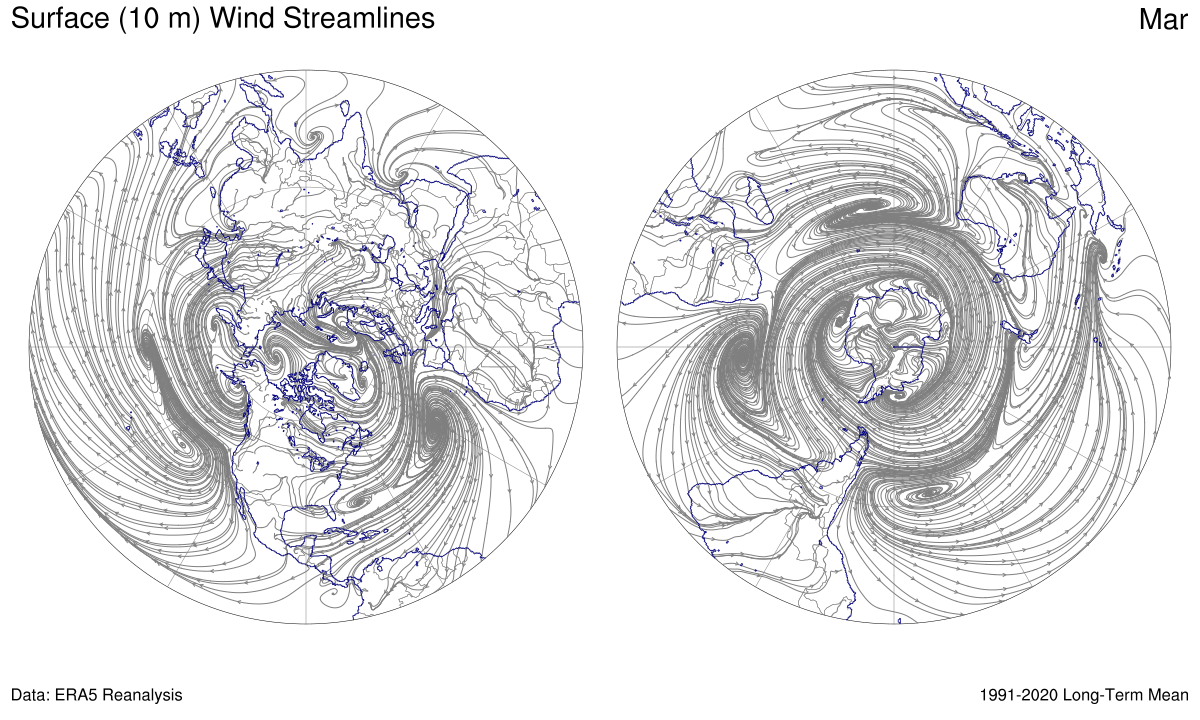 Surface (10 m) Wind Streamlines
Mar
Data: ERA5 Reanalysis
1991-2020 Long-Term Mean